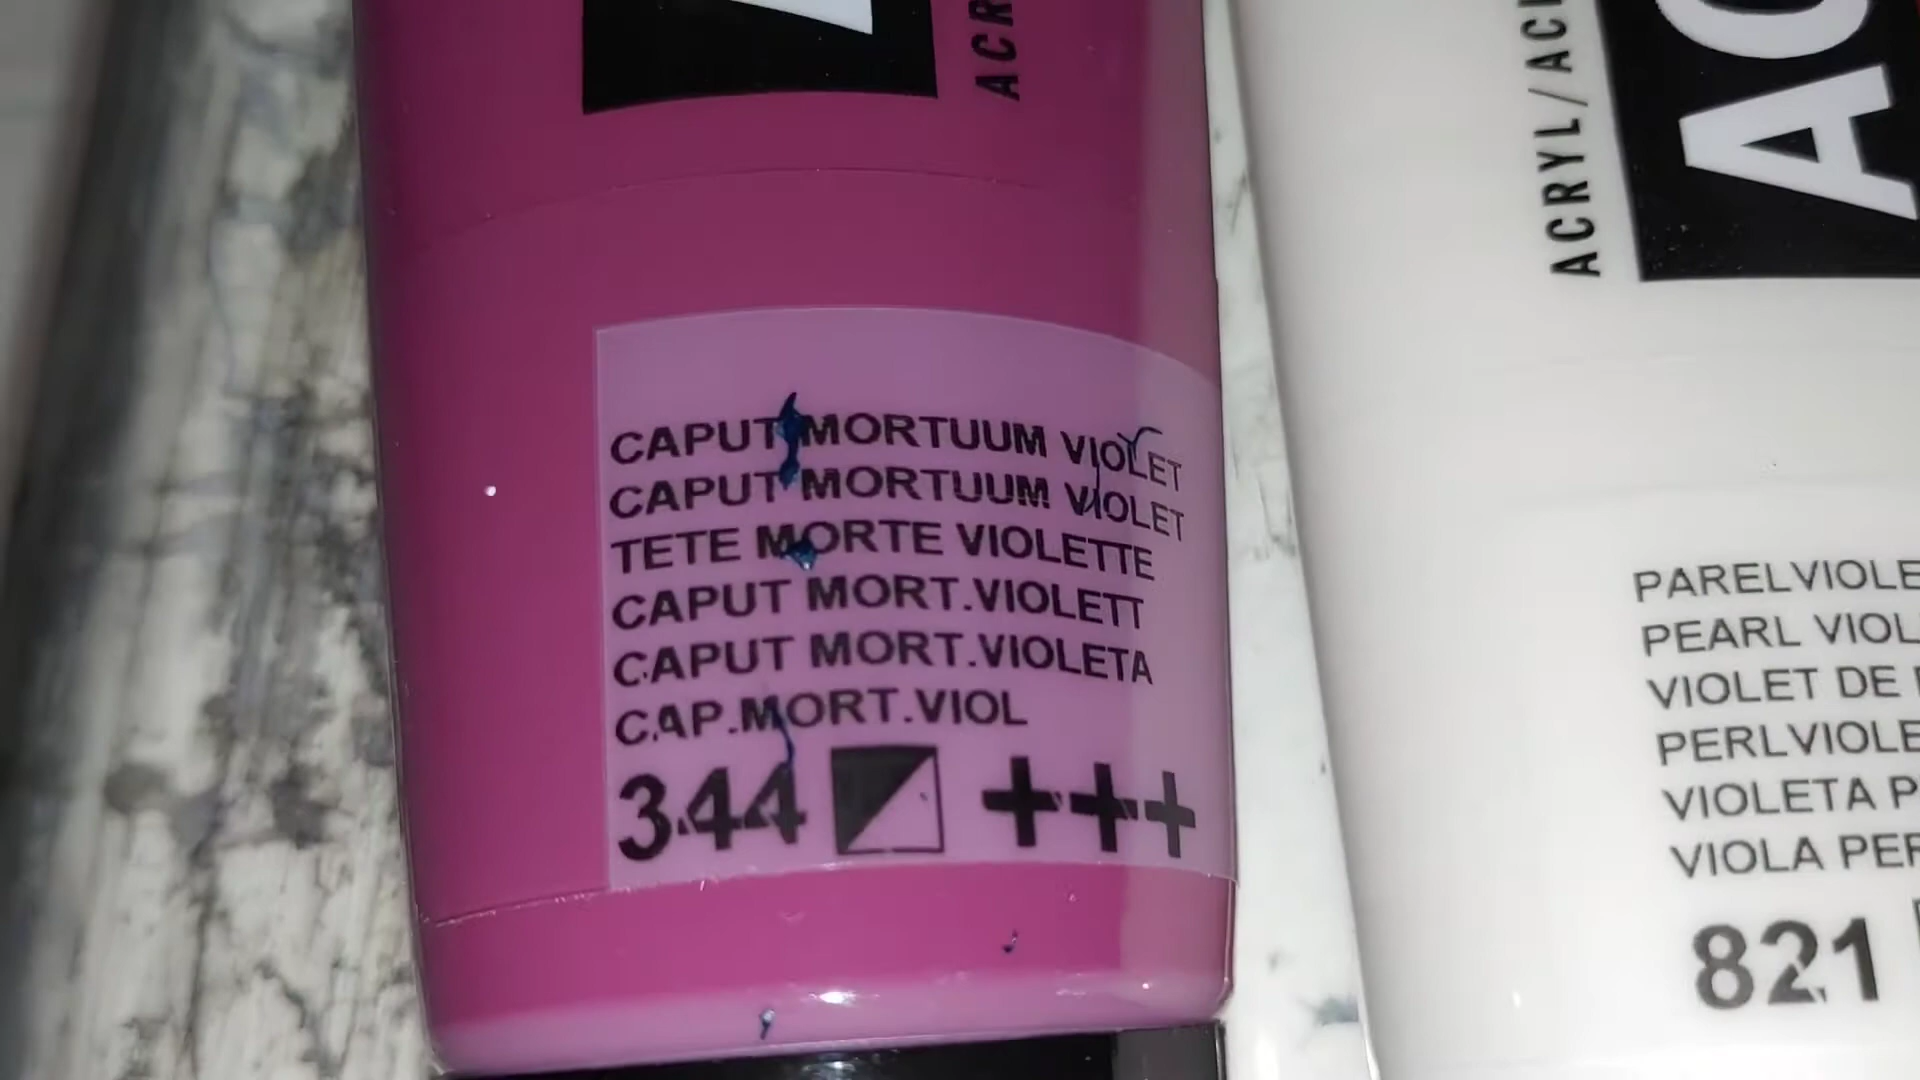 ACR
CAPUT MORTUUM VIOLET
CAPUT MORTUUM VIOLET
TETE MORTE VIOLETTE
CAPUT MORT.VIOLETT
CAPUT MORT.VIOLETA
CAP.MORT.VIOL
344 +++
ACRYL/ACR
AC
PARELVIOLE
PEARL VIOL
VIOLET DE
PERLVIOLE
VIOLETA P
VIOLA PER
821